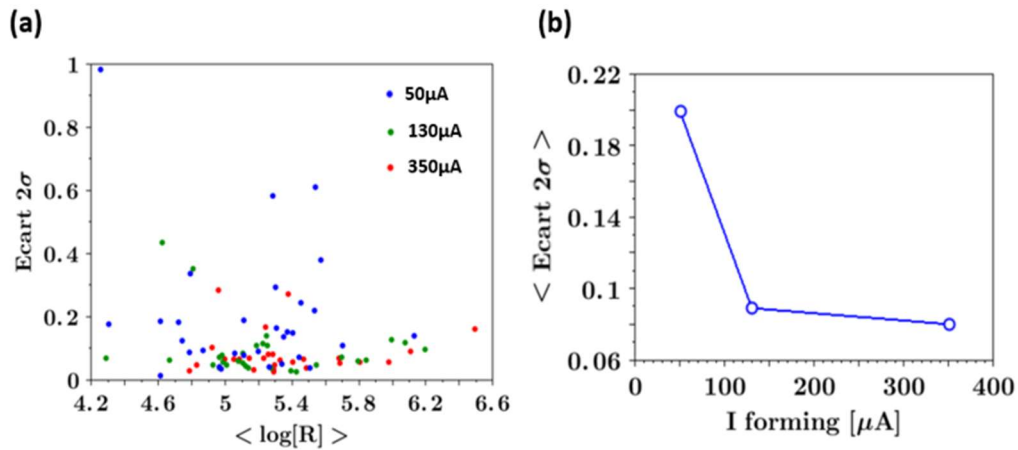 (a)
(b)
1
0.8
0.6
0.4
0.2
0
Ecart 2σ
50μA
130μA
350μA
4.2 4.6 5 5.4 5.8 6.2 6.6
< log[R] >
0.22
0.18
0.14
0.1
0.06
< Ecart 2σ >
0 100 200 300 400
I forming [μA]